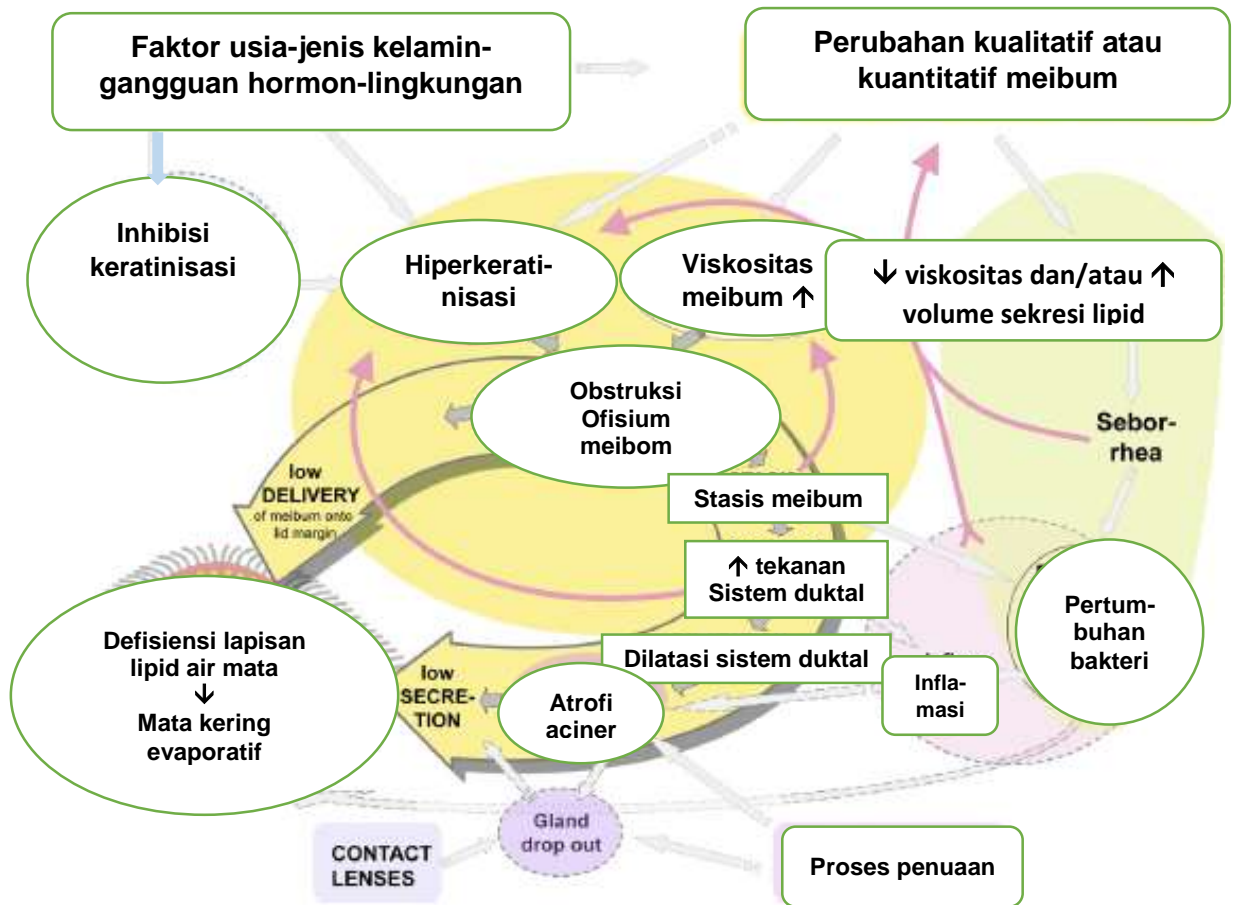 Faktor usia-jenis kelamin-
gangguan hormon-lingkungan
Perubahan kualitatif atau
kuantitatif meibum
Inhibisi
keratinisasi
Hiperkerati-
nisasi
Viskositas
meibum ↑
↓ viskositas dan/atau ↑
volume sekresi lipid
Obstruksi
Ofisium
meibom
Sebor-
rhea
low
DELIVERY
of meibum onto
lid margin
Stasis meibum
↑ tekanan
Sistem duktal
Pertum-
buhan
bakteri
Defisiensi lapisan
lipid air mata
↓
Mata kering
evaporatif
Dilatasi sistem duktal
low
SECRE-
TION
Atrofi
aciner
Infla-
masi
Gland
drop out
CONTACT
LENSES
Proses penuaan